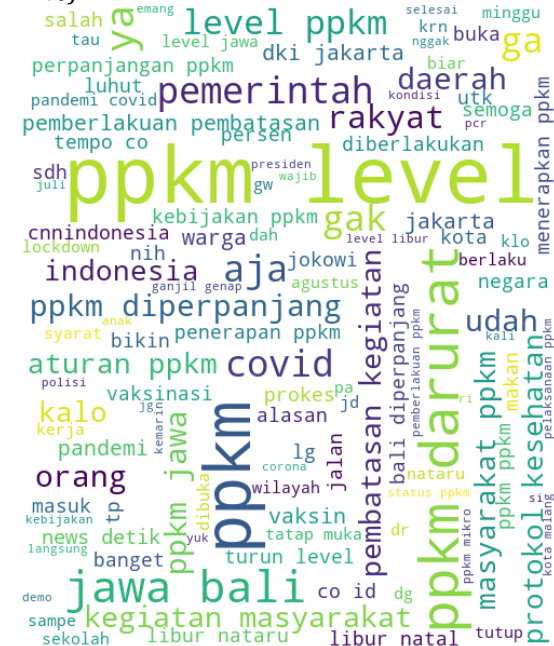 emang
selesai
minggu
salah
ya
level ppkm
krn
buka
ga
tau
level jawa
nggak
dki jakarta
perpanjangan ppkm
biar
daerah
luhut
pemerintah
kondisi
utk
semoga
pandemi covid
menerapkan ppkm
pemberlakuan pembatasan
rakyat
pcr
persen
tempo co
diberlakukan
ppkm level
presiden
sdh
juli
gw
wajib
kebijakan ppkm
gak
jakarta
cnnindonesia
warga
dah
level libur
kota
klo
lockdown
nih
berlaku
indonesia
aja
jokowi
negara
ganjil genap
agustus
pembatasan kegiatan
ppkm darurat
ppkm diperpanjang
bali diperpanjang
pemberlakuan ppkm
udah
anak
syarat
bikin
penerapan ppkm
kali
pelaksanaan ppkm
aturan ppkm
covid
masyarakat ppkm
makan
protokol kesehatan
polisi
vaksinasi
prokes
pa
jd
ri
kalo
jg
kemarin
ppkm
alasan
kerja
ppkm jawa
ppkm ppkm
pandemi
lg
jalan
corona
orang
nataru
dibuka
wilayah
status ppkm
sig
masuk
tp
vaksin
kebijakan
tatap muka
dr
ppkm mikro
kota malang
news detik
yuk
langsung
banget
turun level
jawa bali
co id
dg
demo
sampe
kegiatan masyarakat
sekolah
libur nataru
libur natal
tutup